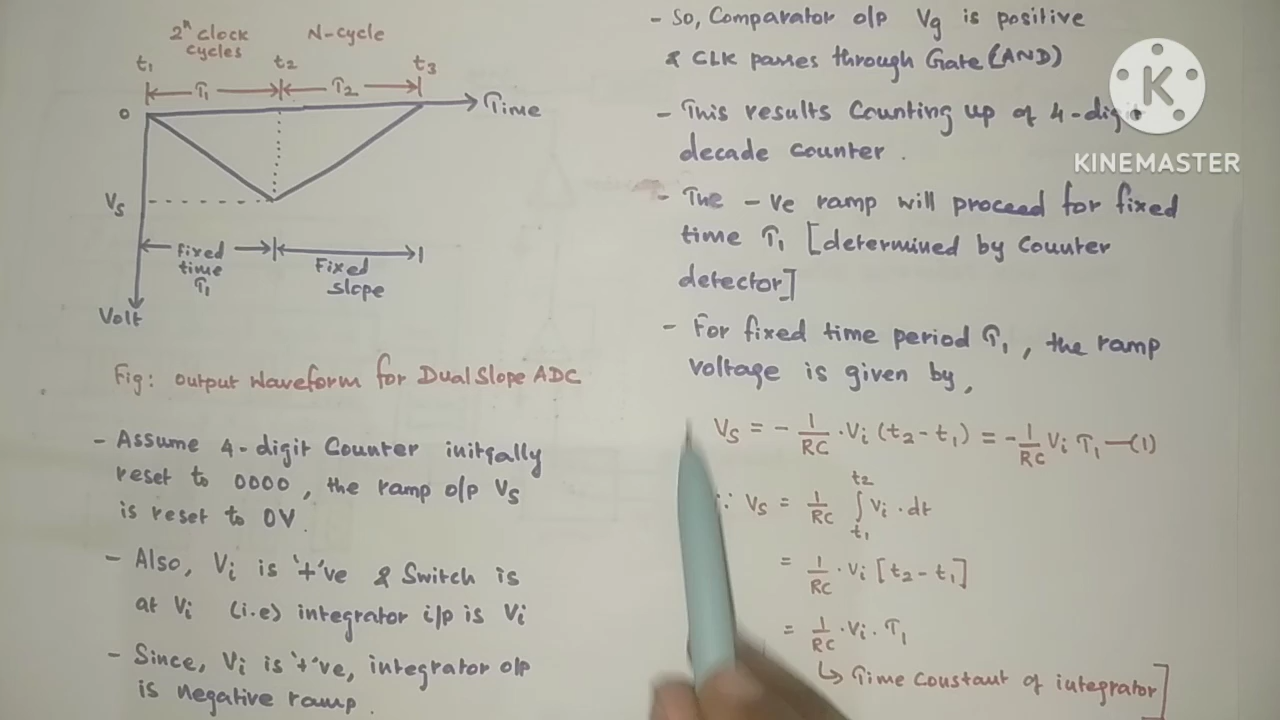 2ⁿ clock cycles
N-cycle
t₁ t₂ t₃
T₁ T₂
Time
0
Vs
fixed time T₁
Fixed slope
Volt
Fig: Output Waveform for Dual Slope ADC
- Assume 4-digit Counter initially
reset to 0000, the ramp o/p Vs
is reset to 0V.
- Also, Vi is '+'ve & Switch is
at Vi (i.e) integrator i/p is Vi
- Since, Vi is '+'ve, integrator o/p
is negative ramp.
- So, Comparator o/p Vg is positive
& CLK passes through Gate (AND)
- This results Counting up of 4-digit
decade counter.
- The -ve ramp will proceed for fixed
time T₁ [determined by Counter
detector]
- For fixed time period T₁, the ramp
voltage is given by,
Vs = - 1/RC · Vi (t₂ - t₁) = - 1/RC Vi T₁ —(1)
∵ Vs = 1/RC ∫ₜ₁ᵗ² Vi · dt
= 1/RC · Vi [t₂ - t₁]
= 1/RC · Vi · T₁
↳ Time Constant of integrator]
KINEMASTER